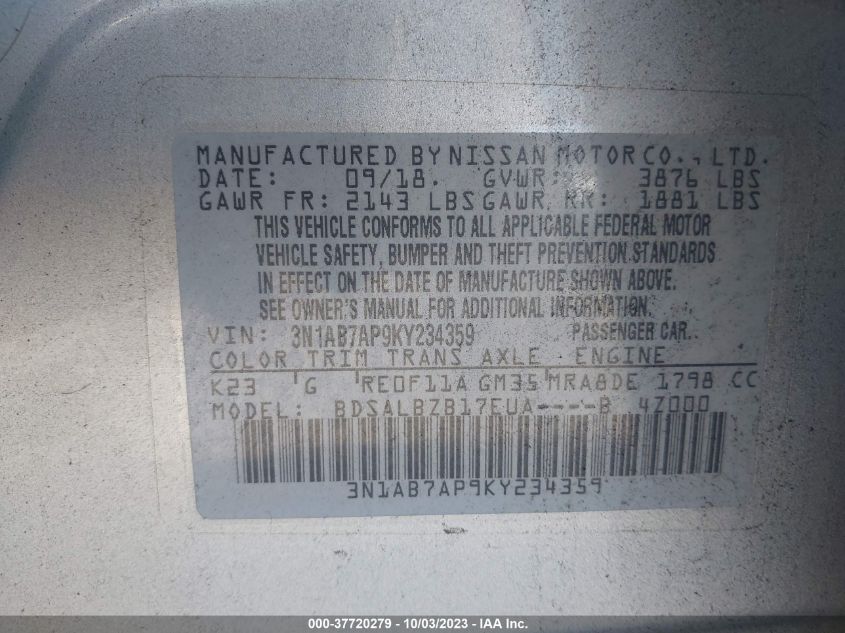 MANUFACTURED BY NISSAN MOTOR CO., LTD.
DATE: 09/18. GVWR: 3876 LBS
GAWR FR: 2143 LBS GAWR, RR: 1881 LBS
THIS VEHICLE CONFORMS TO ALL APPLICABLE FEDERAL MOTOR
VEHICLE SAFETY, BUMPER AND THEFT PREVENTION STANDARDS
IN EFFECT ON THE DATE OF MANUFACTURE SHOWN ABOVE.
SEE OWNER'S MANUAL FOR ADDITIONAL INFORMATION.
VIN: 3N1AB7AP9KY234359 PASSENGER CAR.
COLOR TRIM TRANS AXLE ENGINE
K23 G RE0F11A GM35 MRA8DE 1798 CC
MODEL: BDSALBZB17EUA----B 4Z000
3N1AB7AP9KY234359
000-37720279 - 10/03/2023 - IAA Inc.